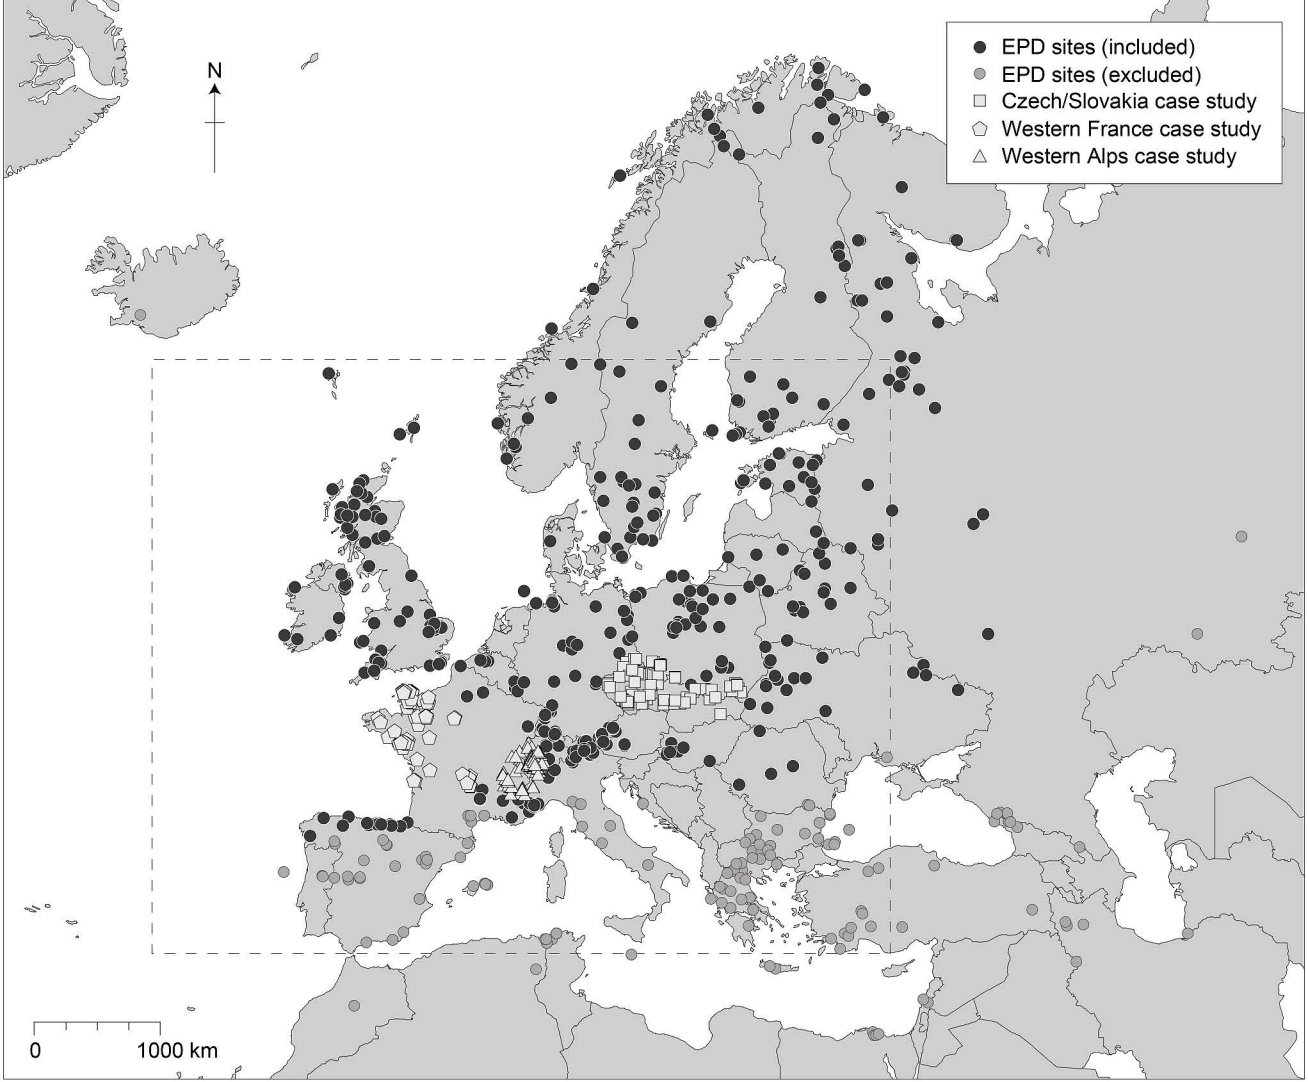 N
EPD sites (included)
EPD sites (excluded)
Czech/Slovakia case study
Western France case study
Western Alps case study
0 1000 km